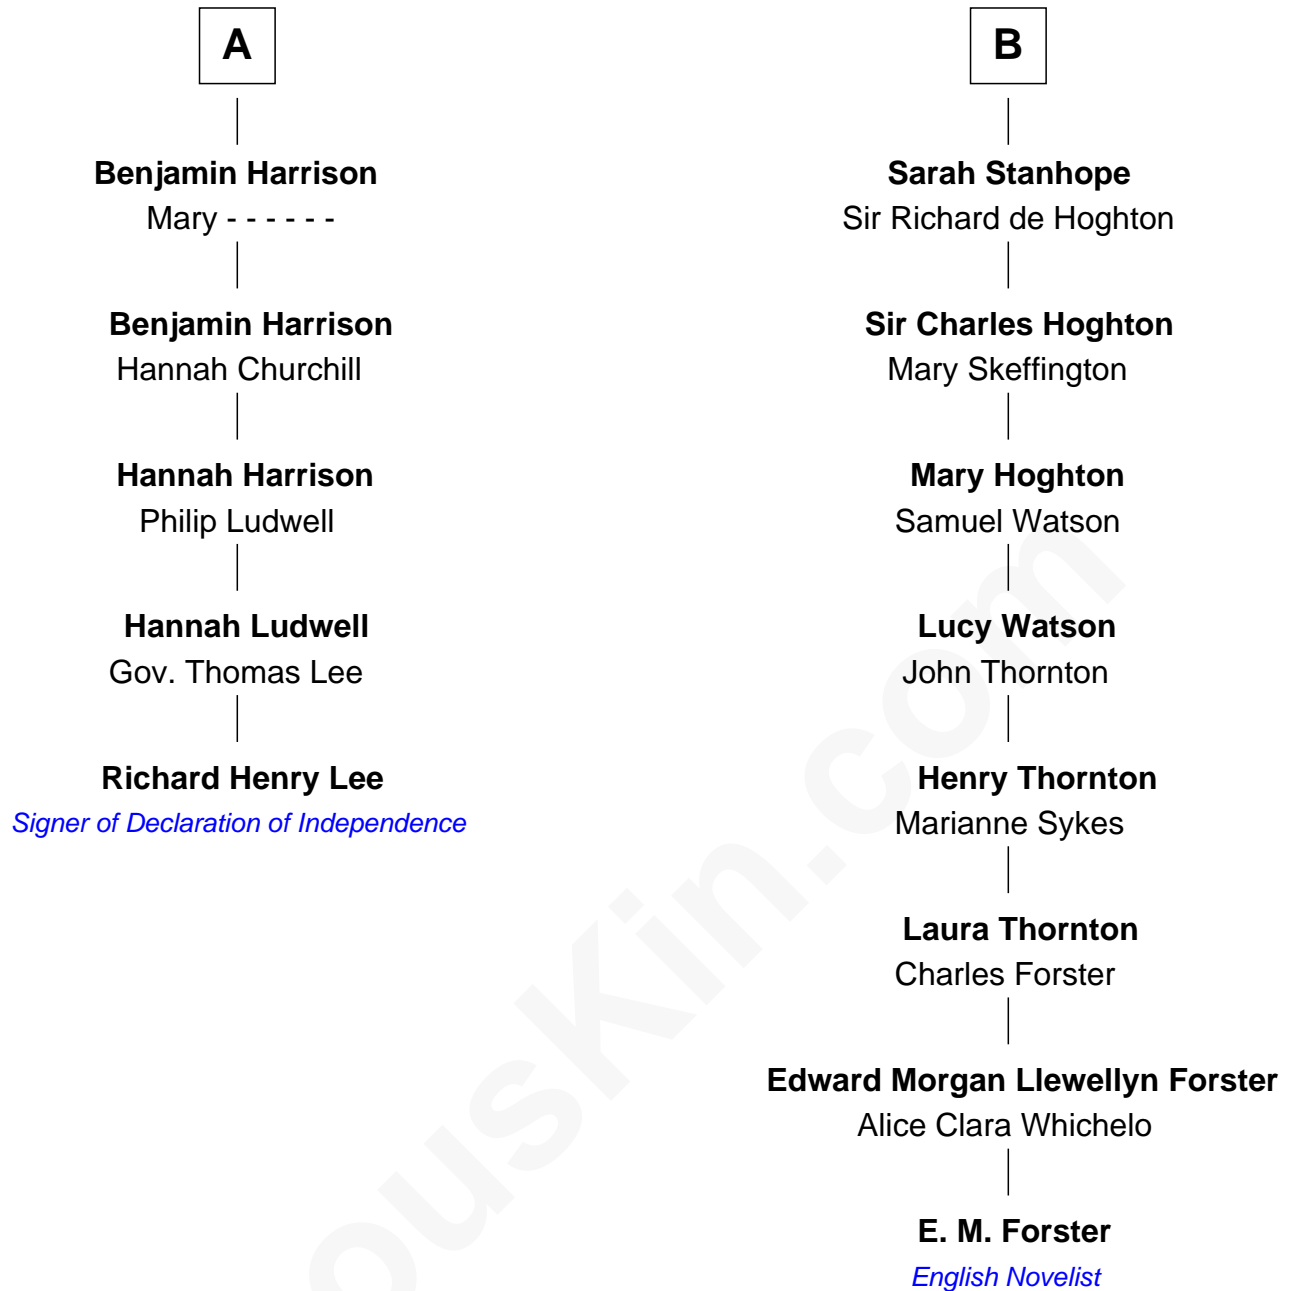 A
Benjamin Harrison
Mary - - - - - -
Benjamin Harrison
Hannah Churchill
Hannah Harrison
Philip Ludwell
Hannah Ludwell
Gov. Thomas Lee
Richard Henry Lee
Signer of Declaration of Independence
B
Sarah Stanhope
Sir Richard de Hoghton
Sir Charles Hoghton
Mary Skeffington
Mary Hoghton
Samuel Watson
Lucy Watson
John Thornton
Henry Thornton
Marianne Sykes
Laura Thornton
Charles Forster
Edward Morgan Llewellyn Forster
Alice Clara Whichelo
E. M. Forster
English Novelist
ousKin.com